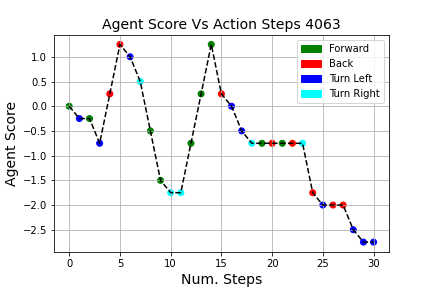 Agent Score Vs Action Steps 4063
Forward
Back
Turn Left
Turn Right
1.0
0.5
0.0
−0.5
−1.0
−1.5
−2.0
−2.5
Agent Score
0 5 10 15 20 25 30
Num. Steps